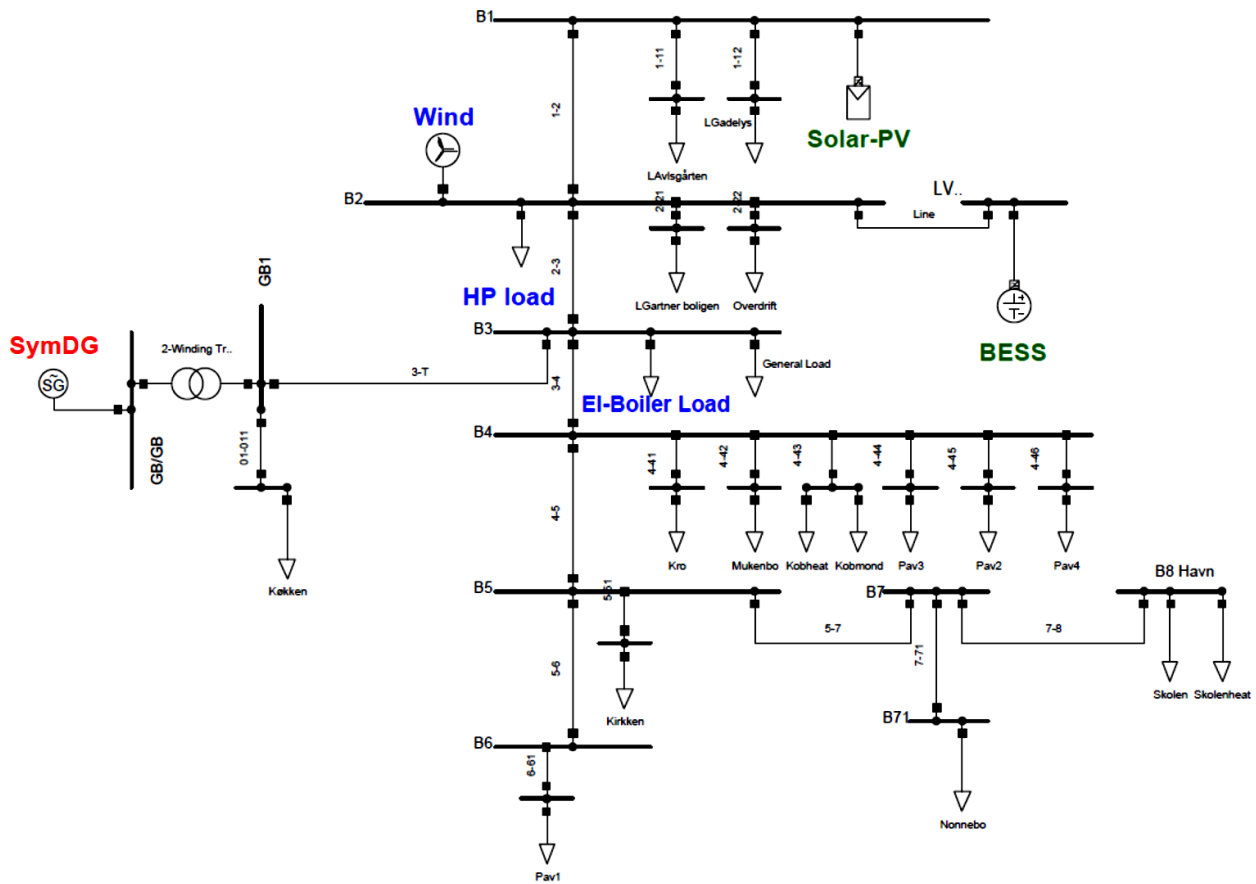 B1
1-11
1-12
1-2
Wind
LGadelys
Solar-PV
LAvlsgårten
B2
2-21
2-22
LV..
Line
GB1
2-3
HP load
LGartner boligen
Overdrift
BESS
SymDG
2-Winding Tr..
B3
General Load
3-T
3-4
El-Boiler Load
B4
GB/GB
01-011
4-41
4-42
4-43
4-44
4-45
4-46
4-5
Kro
Mukenbo
Kobheat
Kobmond
Pav3
Pav2
Pav4
Køkken
B5
5-51
B7
B8 Havn
5-7
7-8
5-6
7-71
Kirkken
Skolen
Skolenheat
B6
B71
6-61
Nonnebo
Pav1